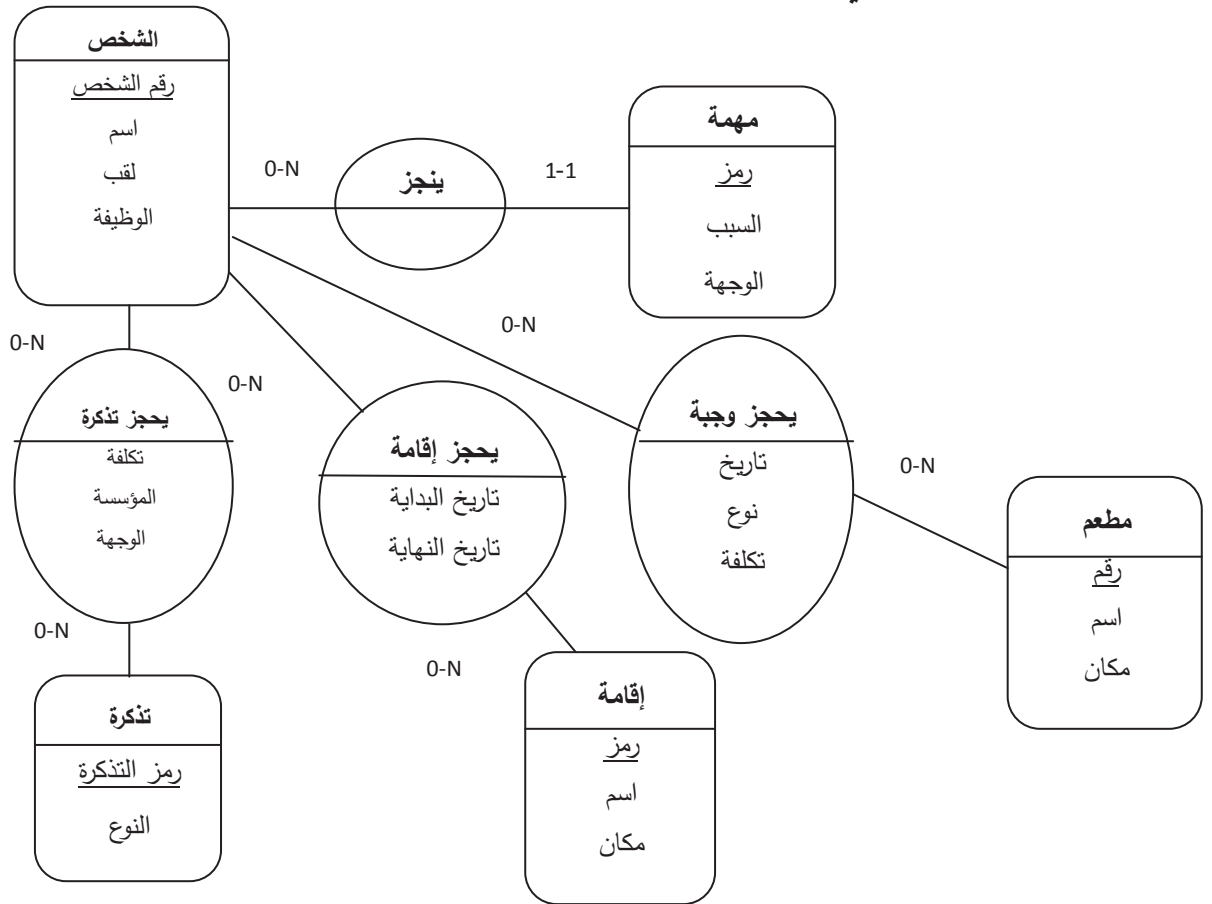 الشخص
رقم الشخص
اسم
لقب
الوظيفة
0-N
ينجز
1-1
مهمة
رمز
السبب
الوجهة
0-N
يحجز تذكرة
تكلفة
المؤسسة
الوجهة
0-N
تذكرة
رمز التذكرة
النوع
0-N
يحجز إقامة
تاريخ البداية
تاريخ النهاية
0-N
إقامة
رمز
اسم
مكان
0-N
يحجز وجبة
تاريخ
نوع
تكلفة
0-N
مطعم
رقم
اسم
مكان